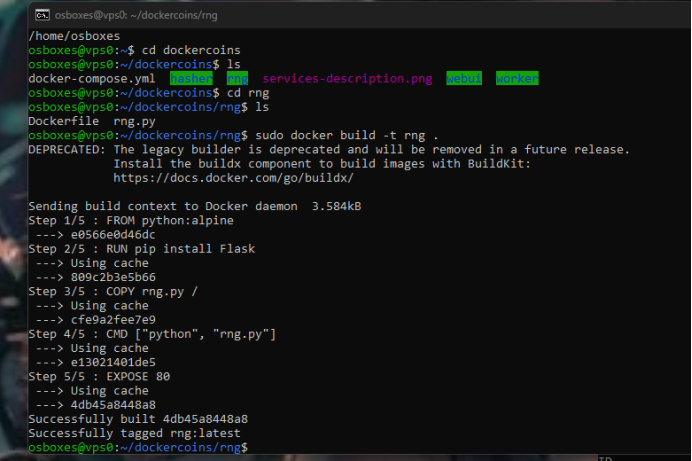 osboxes@vps0: ~/dockercoins/rng
/home/osboxes
osboxes@vps0:~$ cd dockercoins
osboxes@vps0:~/dockercoins$ ls
docker-compose.yml  hasher  rng  services-description.png  webui  worker
osboxes@vps0:~/dockercoins$ cd rng
osboxes@vps0:~/dockercoins/rng$ ls
Dockerfile  rng.py
osboxes@vps0:~/dockercoins/rng$ sudo docker build -t rng .
DEPRECATED: The legacy builder is deprecated and will be removed in a future release.
            Install the buildx component to build images with BuildKit:
            https://docs.docker.com/go/buildx/
Sending build context to Docker daemon  3.584kB
Step 1/5 : FROM python:alpine
 ---> e0566e0d46dc
Step 2/5 : RUN pip install Flask
 ---> Using cache
 ---> 809c2b3e5b66
Step 3/5 : COPY rng.py /
 ---> Using cache
 ---> cfe9a2fee7e9
Step 4/5 : CMD ["python", "rng.py"]
 ---> Using cache
 ---> e13021401de5
Step 5/5 : EXPOSE 80
 ---> Using cache
 ---> 4db45a8448a8
Successfully built 4db45a8448a8
Successfully tagged rng:latest
osboxes@vps0:~/dockercoins/rng$